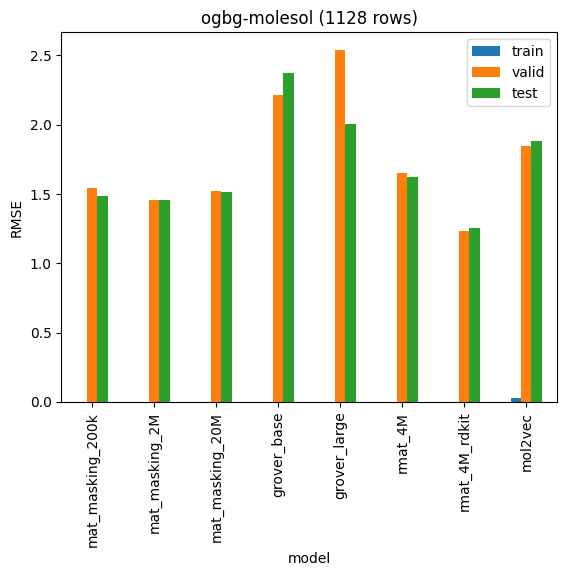 ogbg-molesol (1128 rows)
train
valid
test
2.5
2.0
1.5
1.0
0.5
0.0
RMSE
mat_masking_200k
mat_masking_2M
mat_masking_20M
grover_base
grover_large
rmat_4M
rmat_4M_rdkit
mol2vec
model